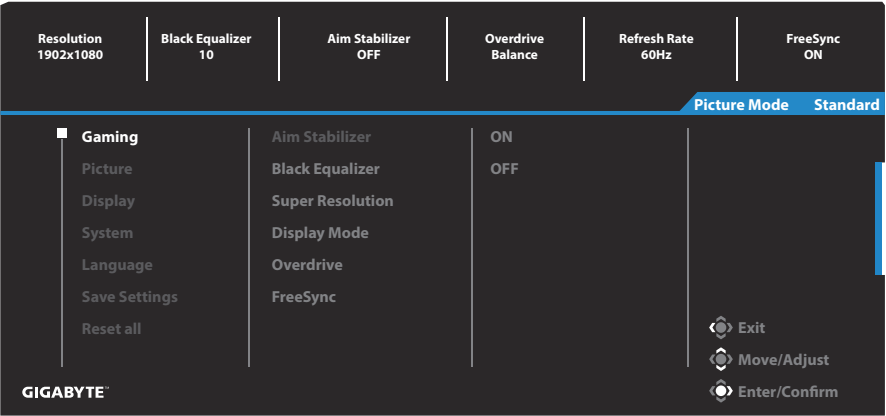 Resolution Black Equalizer Aim Stabilizer Overdrive Refresh Rate FreeSync
1902x1080 10 OFF Balance 60Hz ON
Picture Mode Standard
Gaming Aim Stabilizer ON
Picture Black Equalizer OFF
Display Super Resolution
System Display Mode
Language Overdrive
Save Settings FreeSync
Reset all Exit
Move/Adjust
GIGABYTE™ Enter/Confirm